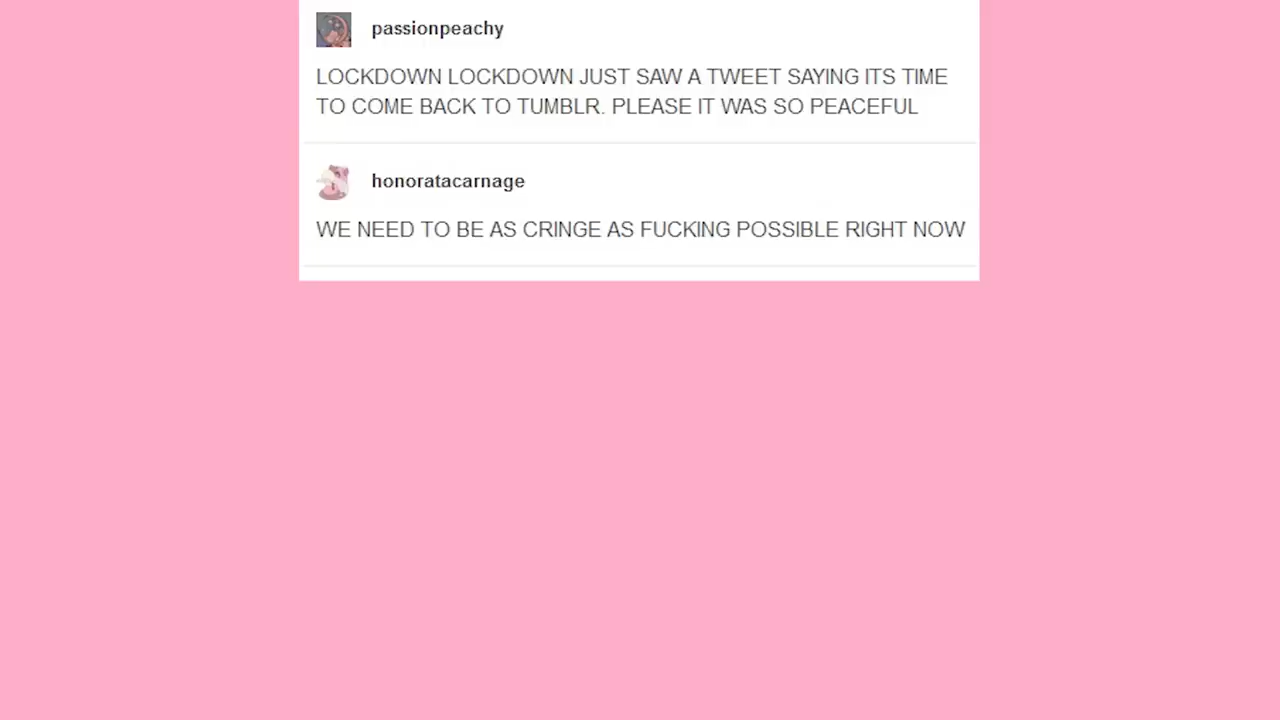 passionpeachy
LOCKDOWN LOCKDOWN JUST SAW A TWEET SAYING ITS TIME
TO COME BACK TO TUMBLR. PLEASE IT WAS SO PEACEFUL
honoratacarnage
WE NEED TO BE AS CRINGE AS FUCKING POSSIBLE RIGHT NOW